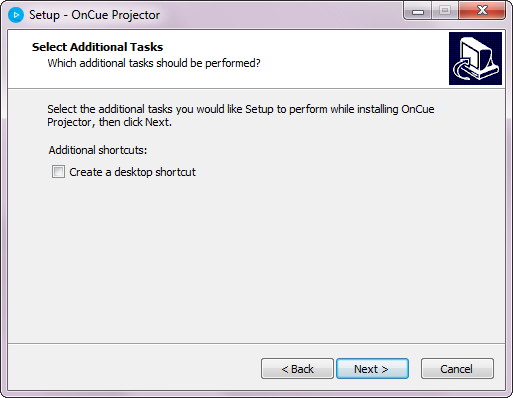 Setup - OnCue Projector
Select Additional Tasks
Which additional tasks should be performed?
Select the additional tasks you would like Setup to perform while installing OnCue
Projector, then click Next.
Additional shortcuts:
Create a desktop shortcut
< Back
Next >
Cancel